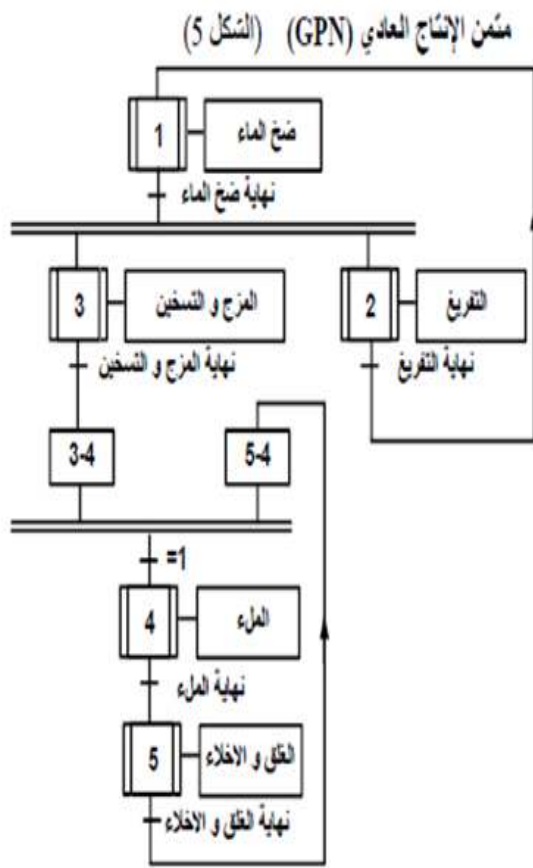 متمن الإنتاج العادي (GPN) (الشكل 5)
1
ضخ الماء
نهاية ضخ الماء
3
المزج و التسخين
2
التفريغ
نهاية المزج و التسخين
نهاية التفريغ
3-4
5-4
=1
4
الملء
نهاية الملء
5
الغلق و الاخلاء
نهاية الغلق و الاخلاء